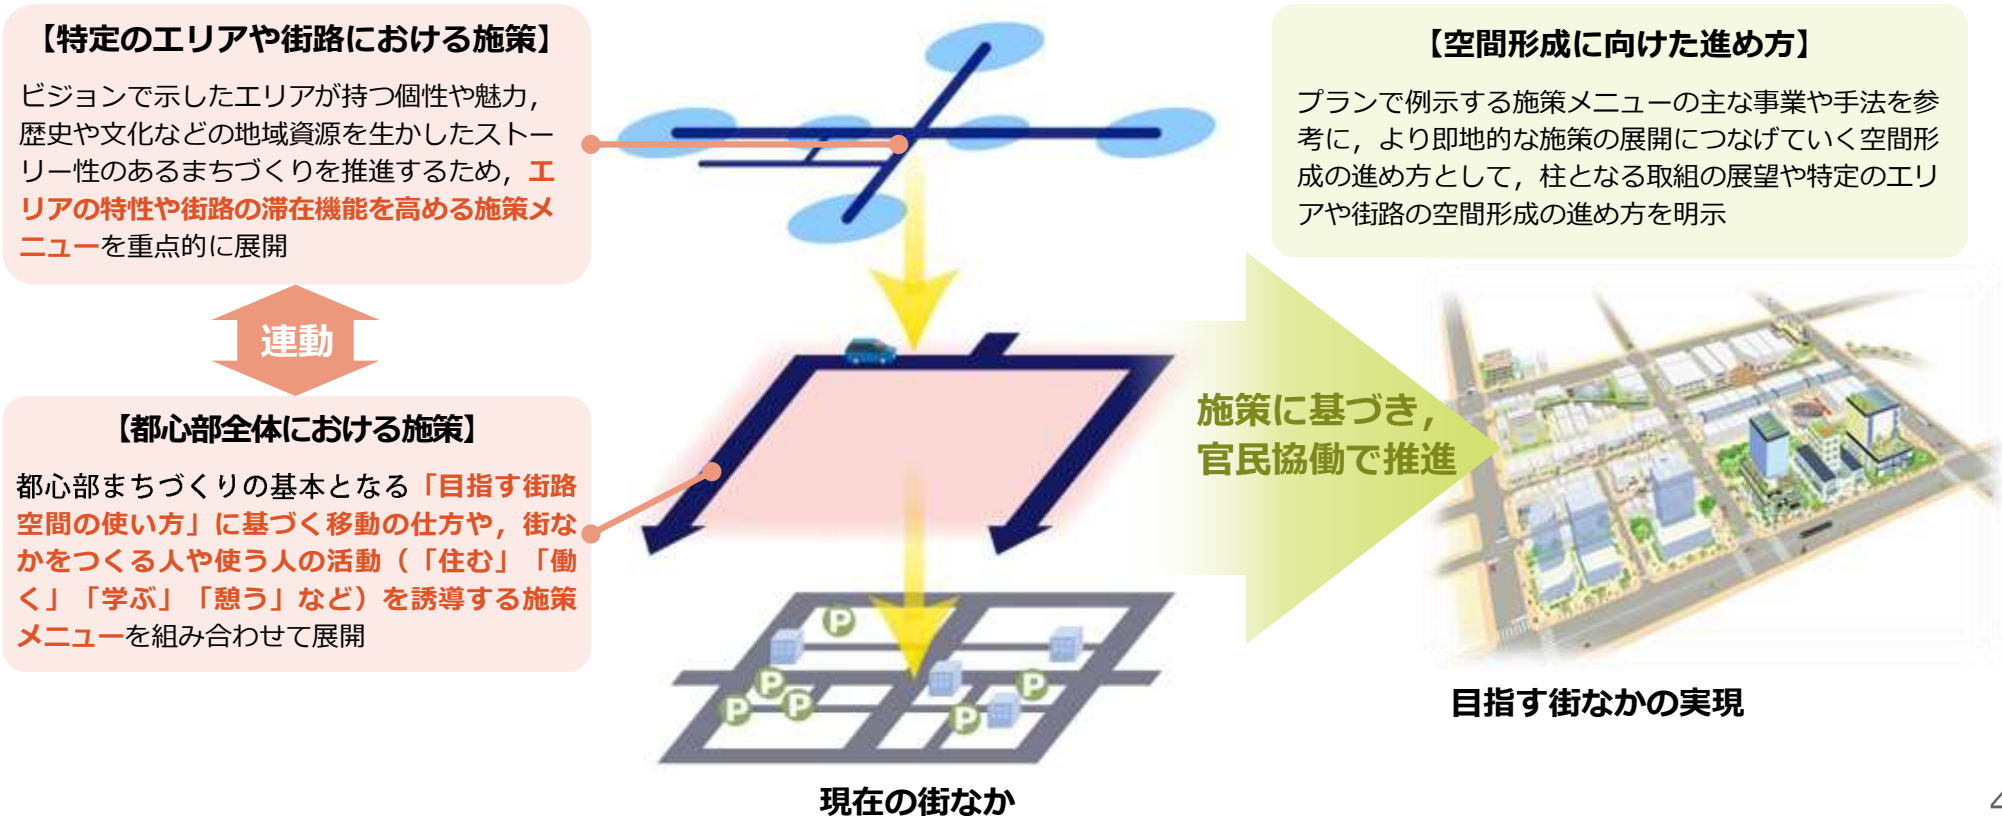 【特定のエリアや街路における施策】
ビジョンで示したエリアが持つ個性や魅力，
歴史や文化などの地域資源を生かしたストー
リー性のあるまちづくりを推進するため，エ
リアの特性や街路の滞在機能を高める施策メ
ニューを重点的に展開
連動
【都心部全体における施策】
都心部まちづくりの基本となる「目指す街路
空間の使い方」に基づく移動の仕方や，街な
かをつくる人や使う人の活動（「住む」「働
く」「学ぶ」「憩う」など）を誘導する施策
メニューを組み合わせて展開
P
P
P
P
P
P
現在の街なか
【空間形成に向けた進め方】
プランで例示する施策メニューの主な事業や手法を参
考に，より即地的な施策の展開につなげていく空間形
成の進め方として，柱となる取組の展望や特定のエリ
アや街路の空間形成の進め方を明示
施策に基づき，
官民協働で推進
目指す街なかの実現